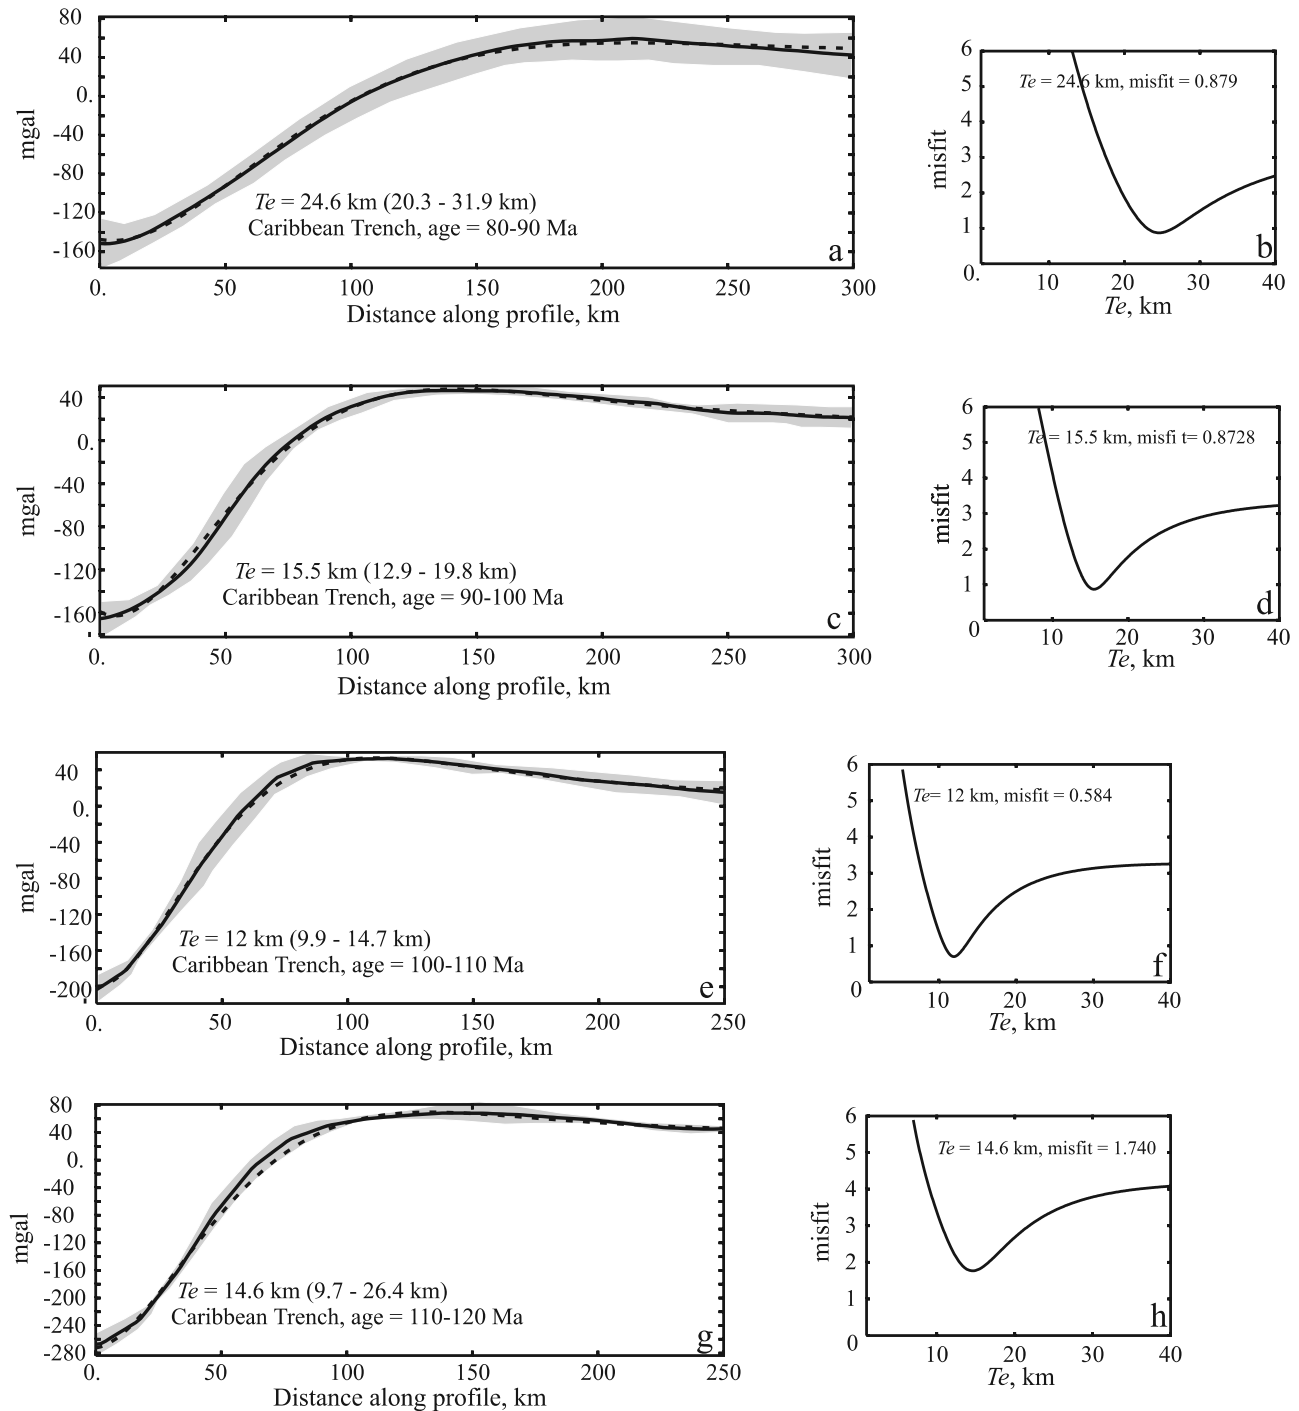 80
40
0.
-40
-80
-120
-160
mgal
Te = 24.6 km (20.3 - 31.9 km)
Caribbean Trench, age = 80-90 Ma
a
0.
50
100
150
200
250
300
Distance along profile, km
6
5
4
3
2
1
0.
misfit
Te = 24.6 km, misfit = 0.879
b
10
20
30
40
Te, km
40
0.
-40
-80
-120
-160
mgal
Te = 15.5 km (12.9 - 19.8 km)
Caribbean Trench, age = 90-100 Ma
c
0.
50
100
150
200
250
300
Distance along profile, km
6
5
4
3
2
1
0
misfit
Te = 15.5 km, misfi t= 0.8728
d
10
20
30
40
Te, km
40
0.
-40
-80
-120
-160
-200
mgal
Te = 12 km (9.9 - 14.7 km)
Caribbean Trench, age = 100-110 Ma
e
0.
50
100
150
200
250
Distance along profile, km
6
5
4
3
2
1
0
misfit
Te= 12 km, misfit = 0.584
f
10
20
30
40
Te, km
80
40
0.
-40
-80
-120
-160
-200
-240
-280
mgal
Te = 14.6 km (9.7 - 26.4 km)
Caribbean Trench, age = 110-120 Ma
g
0.
50
100
150
200
250
Distance along profile, km
6
5
4
3
2
1
0
misfit
Te = 14.6 km, misfit = 1.740
h
10
20
30
40
Te, km